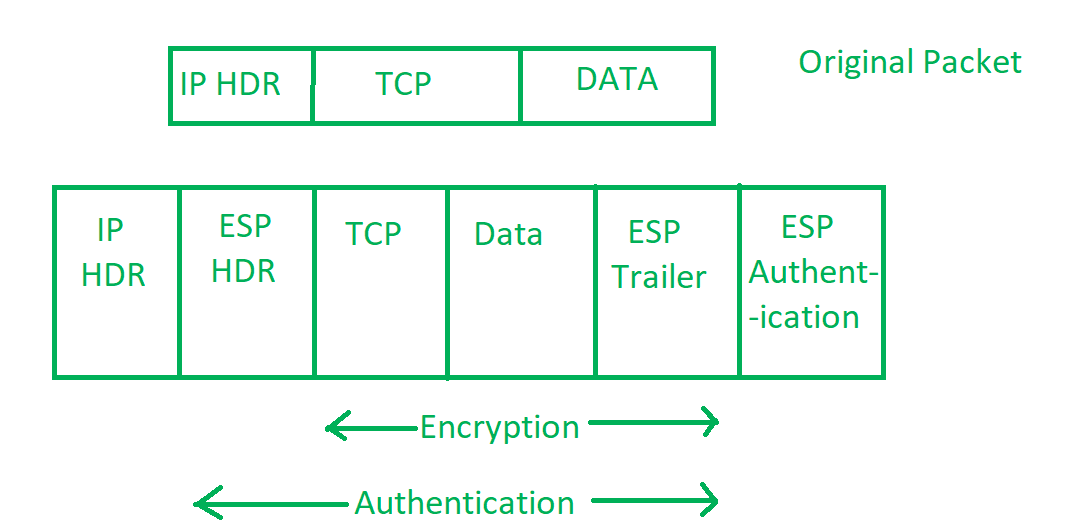 IP HDR TCP DATA Original Packet
IP ESP TCP Data ESP ESP
HDR HDR Trailer Authent-
-ication
Encryption
Authentication